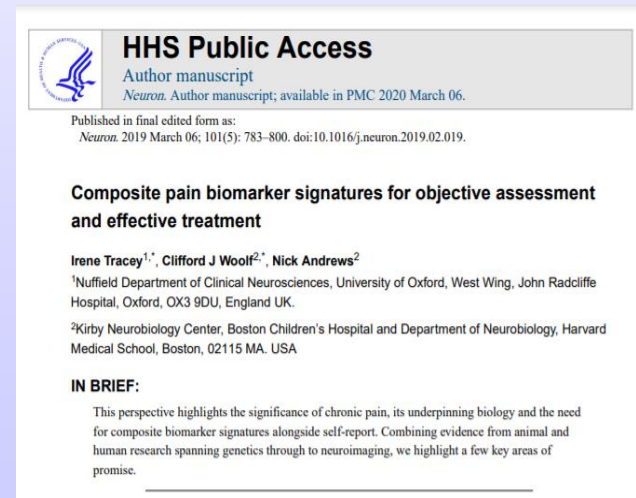 HHS Public Access
Author manuscript
Neuron. Author manuscript; available in PMC 2020 March 06.
Published in final edited form as:
Neuron. 2019 March 06; 101(5): 783–800. doi:10.1016/j.neuron.2019.02.019.
Composite pain biomarker signatures for objective assessment
and effective treatment
Irene Tracey1,*, Clifford J Woolf2,*, Nick Andrews2
1Nuffield Department of Clinical Neurosciences, University of Oxford, West Wing, John Radcliffe
Hospital, Oxford, OX3 9DU, England UK.
2Kirby Neurobiology Center, Boston Children's Hospital and Department of Neurobiology, Harvard
Medical School, Boston, 02115 MA. USA
IN BRIEF:
This perspective highlights the significance of chronic pain, its underpinning biology and the need
for composite biomarker signatures alongside self-report. Combining evidence from animal and
human research spanning genetics through to neuroimaging, we highlight a few key areas of
promise.